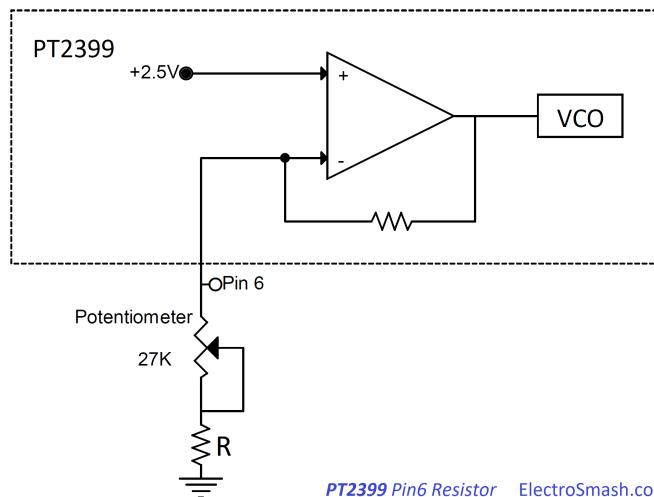 PT2399
+2.5V
+
VCO
-
Pin 6
Potentiometer
27K
R
PT2399 Pin6 Resistor ElectroSmash.co